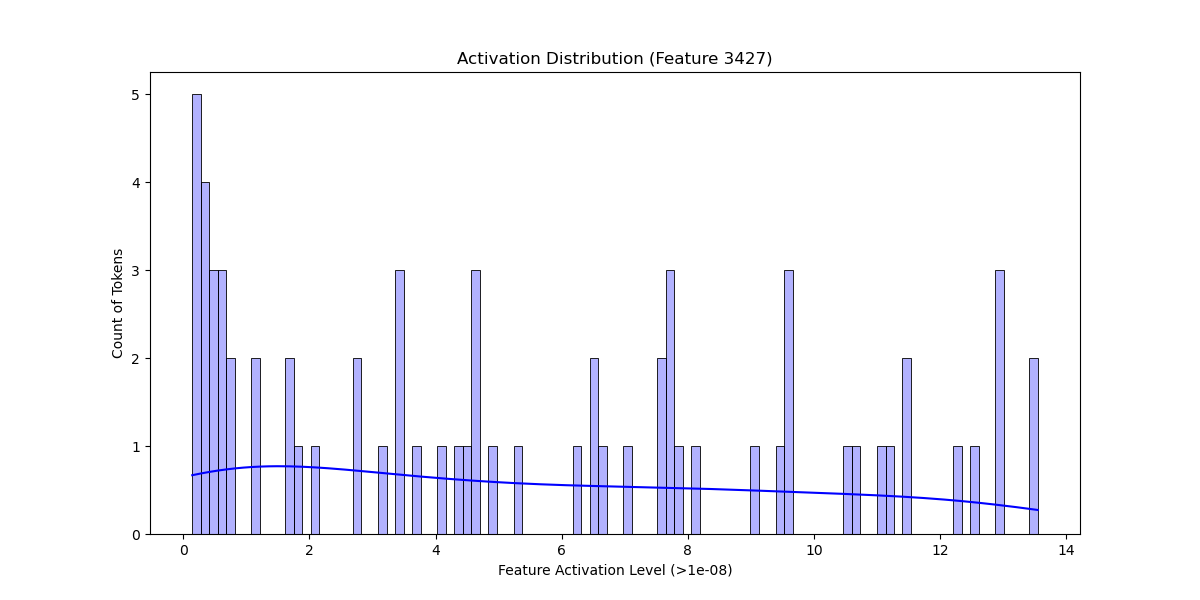 Activation Distribution (Feature 3427)
5
4
3
2
1
0
Count of Tokens
0 2 4 6 8 10 12 14
Feature Activation Level (>1e-08)